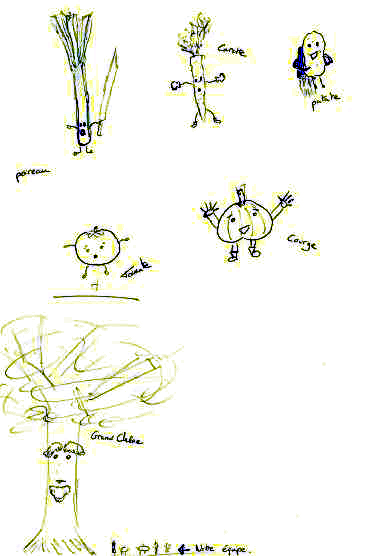 Carotte
patate
poireau
Courge
Tomate
Grand Chêne
← Notre équipe.